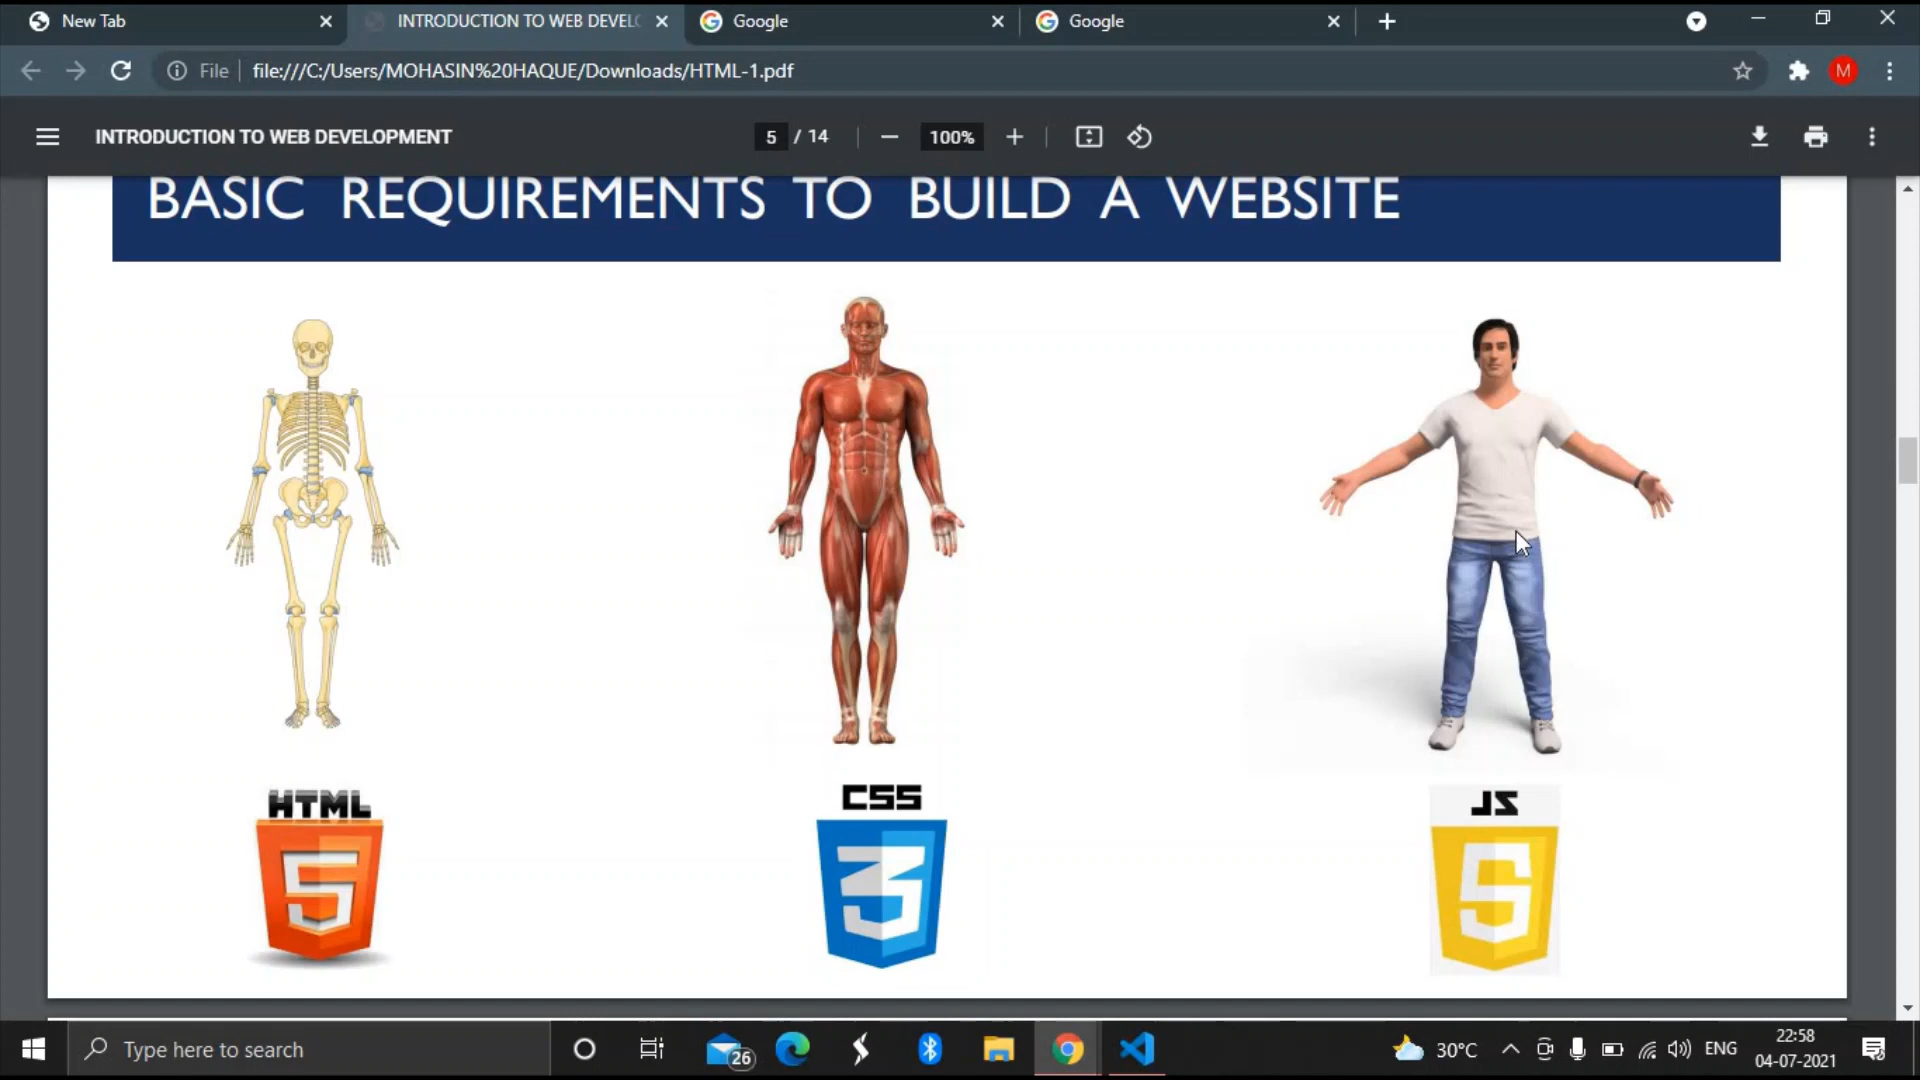 New Tab
INTRODUCTION TO WEB DEVEL
Google
Google
File
file:///C:/Users/MOHASIN%20HAQUE/Downloads/HTML-1.pdf
M
INTRODUCTION TO WEB DEVELOPMENT
5 / 14
100%
BASIC REQUIREMENTS TO BUILD A WEBSITE
HTML
CSS
JS
5
3
5
Type here to search
26
30°C
ENG
22:58
04-07-2021